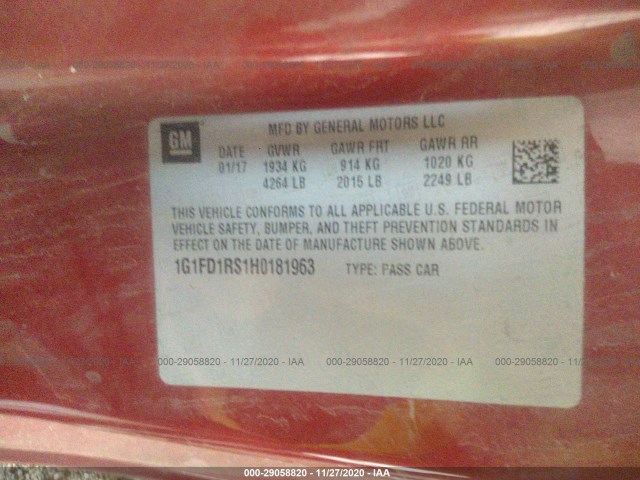 GM
MFD BY GENERAL MOTORS LLC
DATE GVWR GAWR FRT GAWR RR
01/17 1934 KG 914 KG 1020 KG
4264 LB 2015 LB 2249 LB
THIS VEHICLE CONFORMS TO ALL APPLICABLE U.S. FEDERAL MOTOR
VEHICLE SAFETY, BUMPER, AND THEFT PREVENTION STANDARDS IN
EFFECT ON THE DATE OF MANUFACTURE SHOWN ABOVE.
1G1FD1RS1H0181963 TYPE: PASS CAR
000-29058820 - 11/27/2020 - IAA 000-29058820 - 11/27/2020 - IAA 000-29058820 - 11/27/2020
000-29058820 - 11/27/2020 - IAA